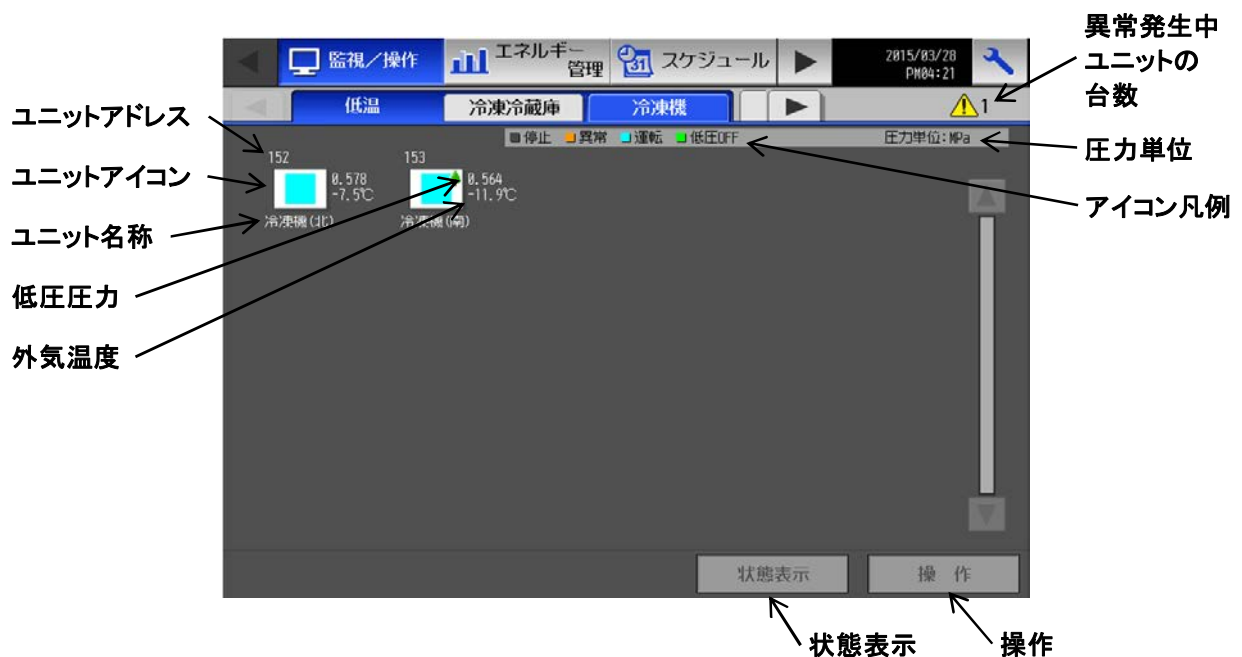 異常発生中
ユニットの
台数
監視／操作
エネルギー
管理
31
スケジュール
2015/03/28
PM04:21
低温
冷凍冷蔵庫
冷凍機
1
停止 異常 運転 低圧OFF
圧力単位:MPa
ユニットアドレス
ユニットアイコン
ユニット名称
低圧圧力
外気温度
圧力単位
アイコン凡例
152
0.578
-7.5℃
冷凍機(北)
153
0.564
-11.9℃
冷凍機(南)
状態表示
操 作
状態表示
操作